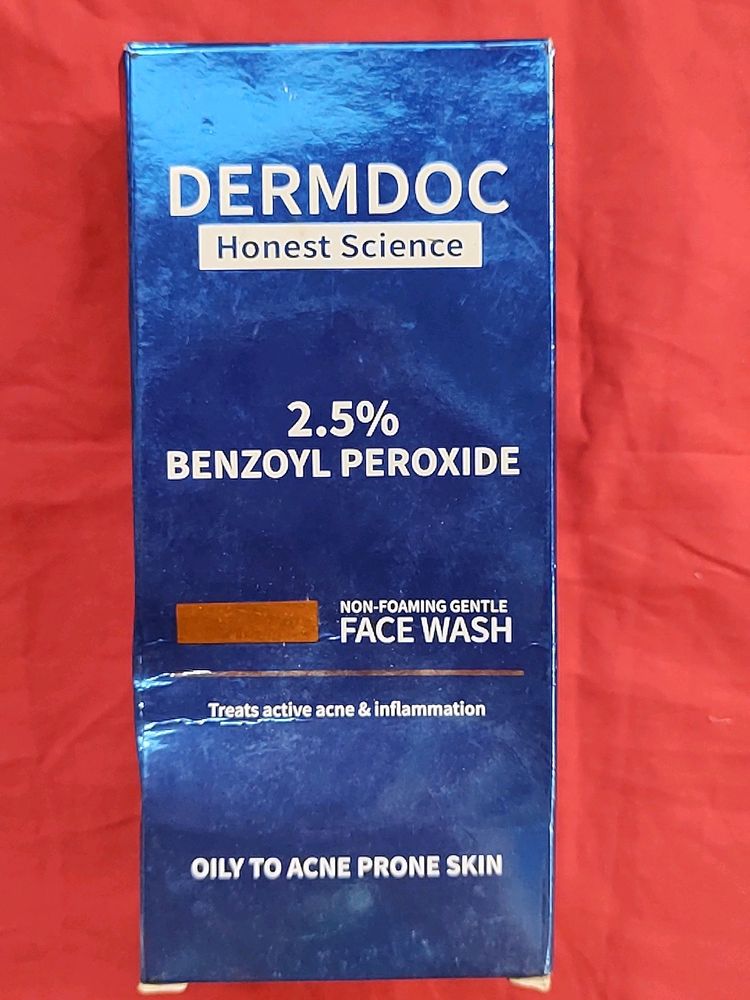 DERMDOC
Honest Science
2.5%
BENZOYL PEROXIDE
NON-FOAMING GENTLE
FACE WASH
Treats active acne & inflammation
OILY TO ACNE PRONE SKIN